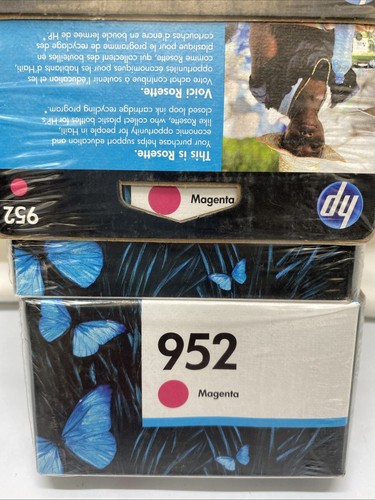 This is Rosette.
Your purchase helps support education and
economic opportunity for people in Haiti,
like Rosette, who collect plastic bottles for HP's
closed loop ink cartridge recycling program.
Voici Rosette.
Votre achat contribue à soutenir l'éducation et les
opportunités économiques pour les habitants d'Haïti,
comme Rosette, qui collectent des bouteilles en
plastique pour le programme de recyclage des
cartouches d'encre en boucle fermée de HP.
952
Magenta
hp
952
Magenta